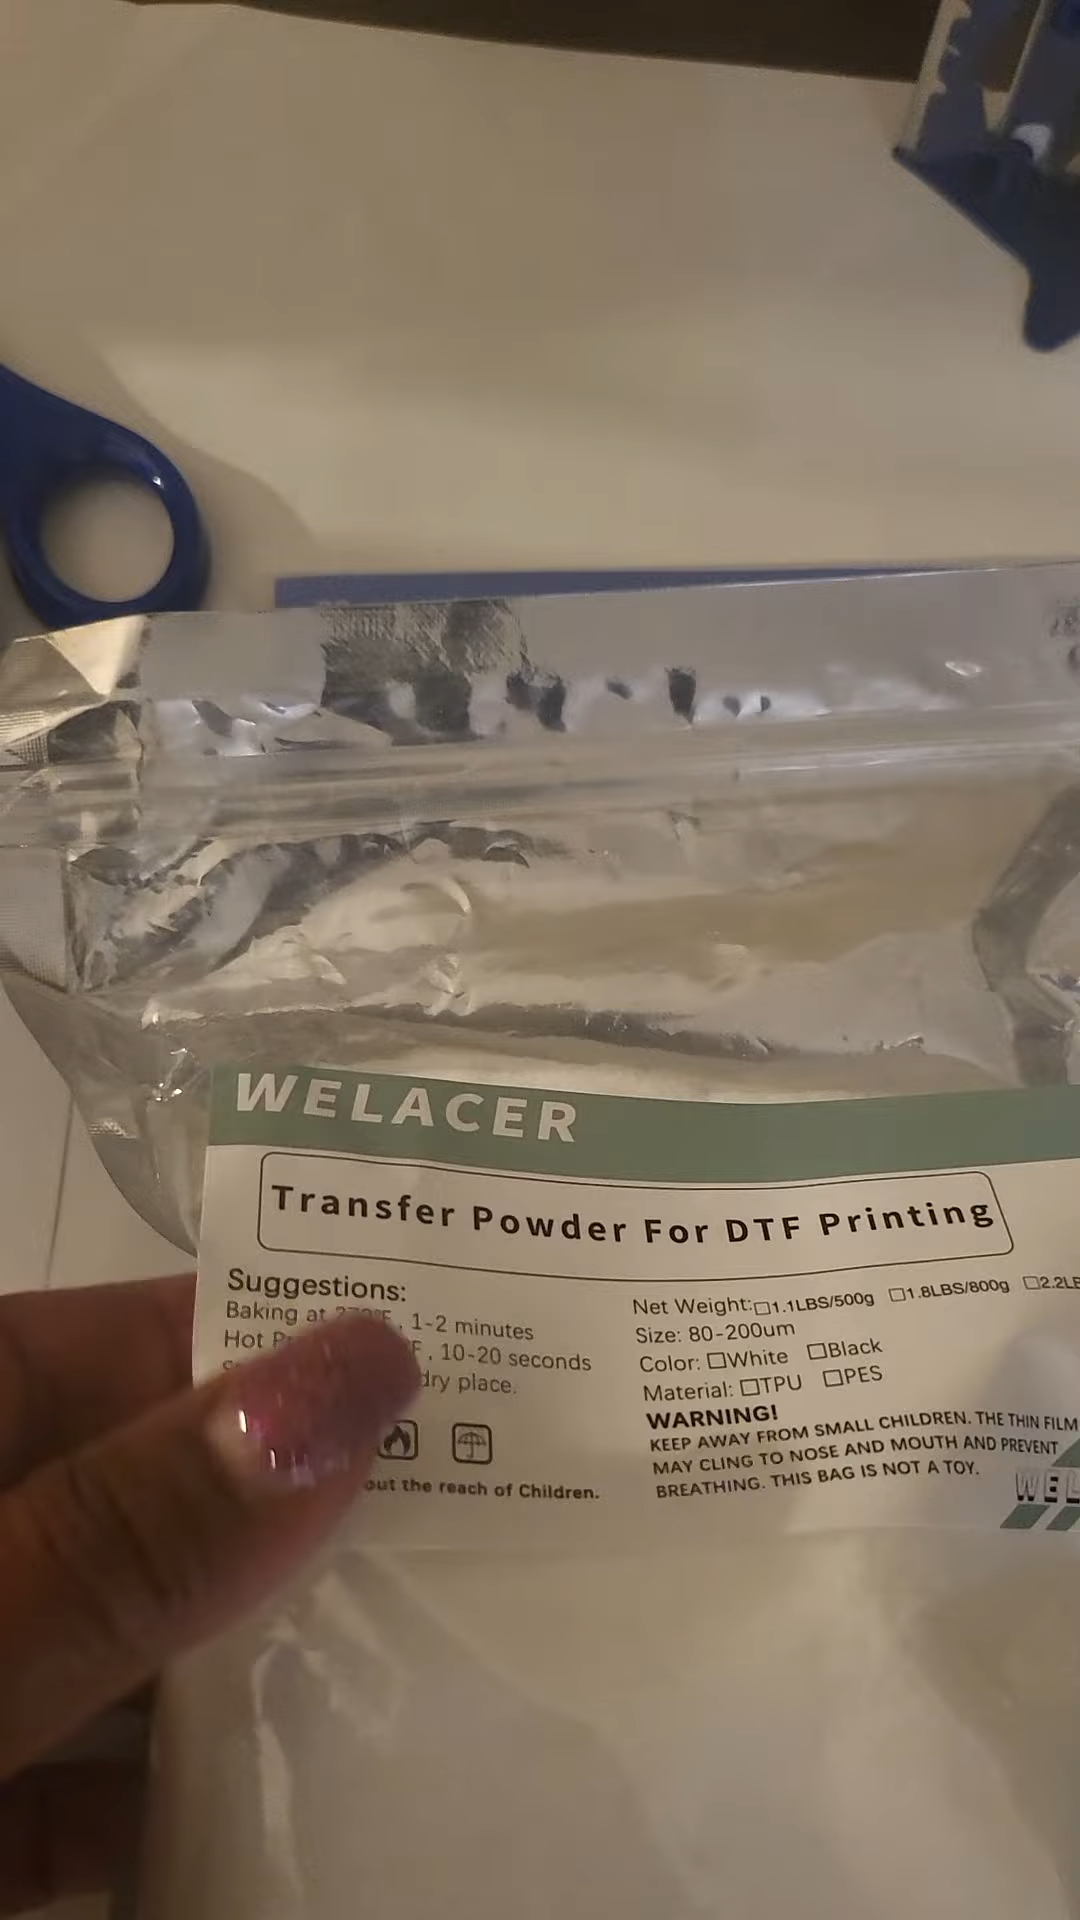 WELACER
Transfer Powder For DTF Printing
Suggestions:
Baking at , 1-2 minutes
Hot , 10-20 seconds
dry place.
out the reach of Children.
Net Weight:□1.1LBS/500g □1.8LBS/800g □2.2LB
Size: 80-200um
Color: □White □Black
Material: □TPU □PES
WARNING!
KEEP AWAY FROM SMALL CHILDREN. THE THIN FILM
MAY CLING TO NOSE AND MOUTH AND PREVENT
BREATHING. THIS BAG IS NOT A TOY.
WEL